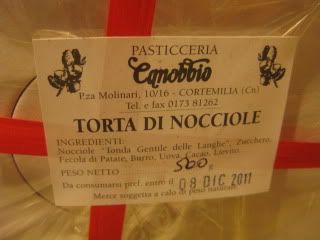 PASTICCERIA
Canobbio
P.za Molinari, 10/16 - CORTEMILIA (Cn)
Tel. e fax 0173 81262
TORTA DI NOCCIOLE
INGREDIENTI:
Nocciole "Tonda Gentile delle Langhe", Zucchero,
Fecola di Patate, Burro, Uova, Cacao, Lievito.
PESO NETTO 500 g
Da consumarsi pref. entro il 08 DIC 2011
Merce soggetta a calo di peso naturale